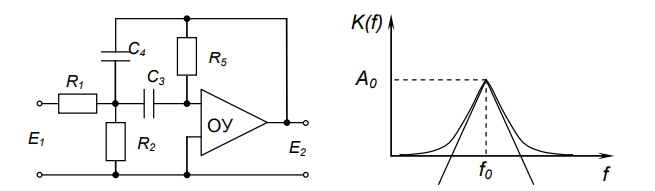 C₄
R₅
R₁
C₃
R₂
ОУ
E₁
E₂
K(f)
A₀
f₀
f